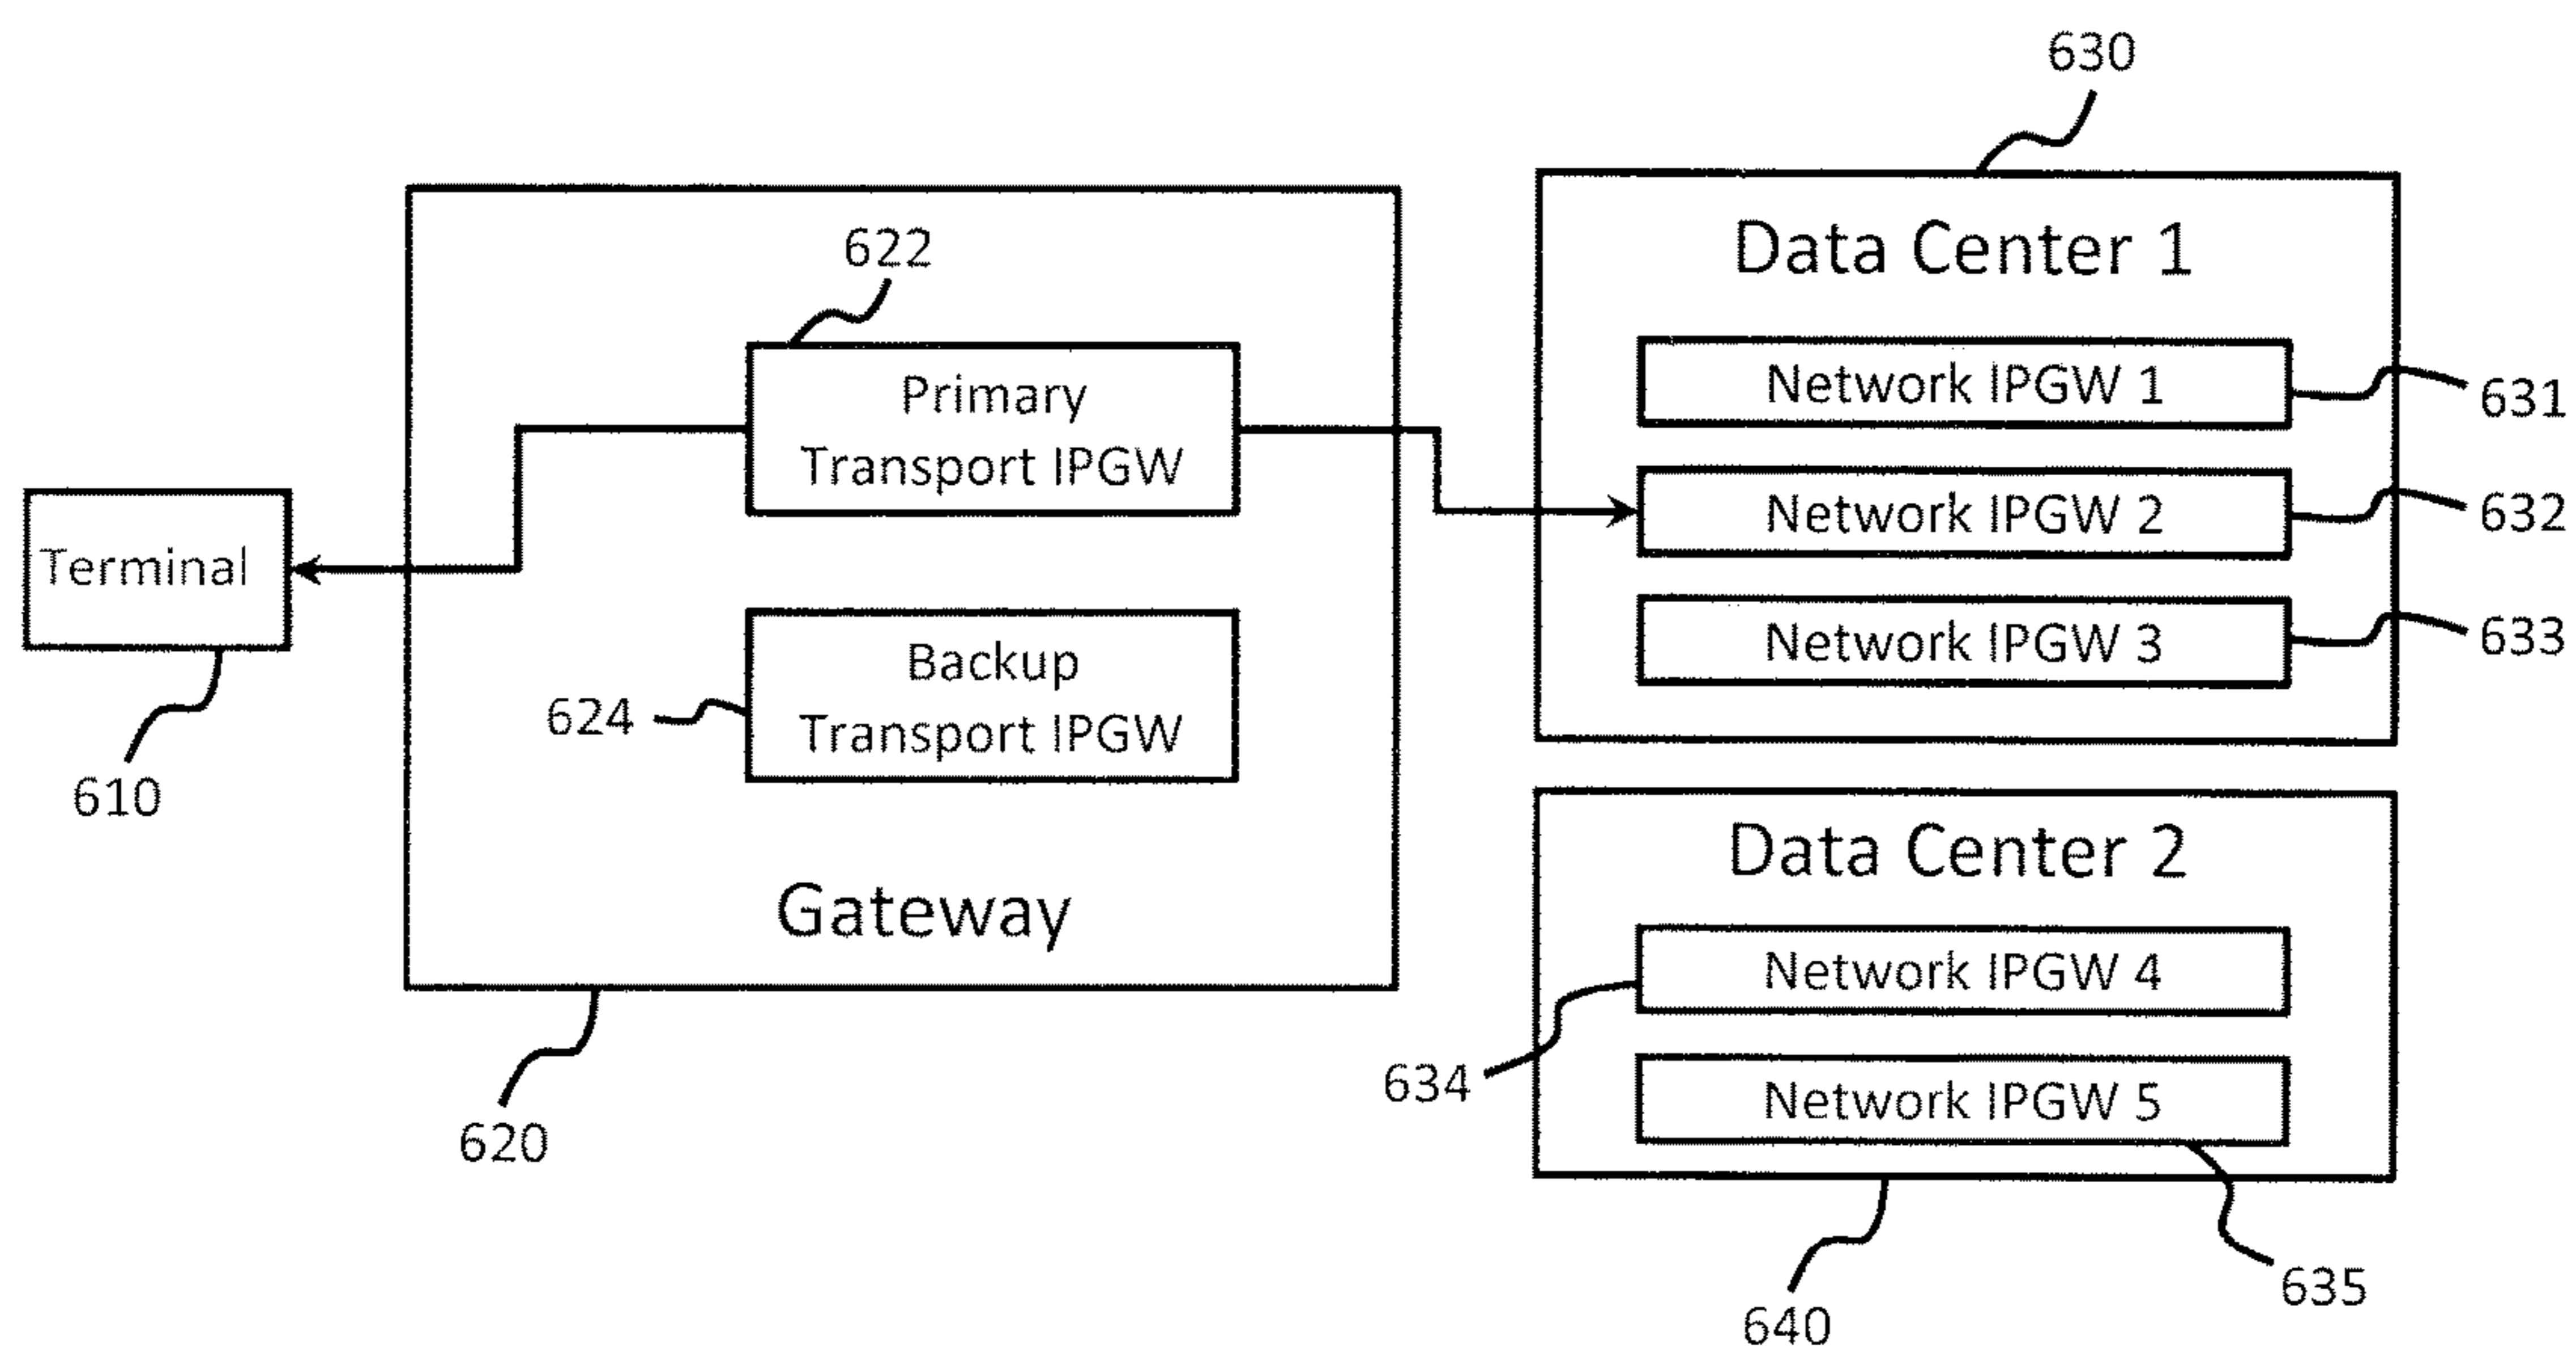 630
Data Center 1
622
Primary
Transport IPGW
Network IPGW 1
631
Network IPGW 2
632
Terminal
Network IPGW 3
633
Backup
Transport IPGW
624
610
Gateway
Data Center 2
Network IPGW 4
634
Network IPGW 5
620
635
640